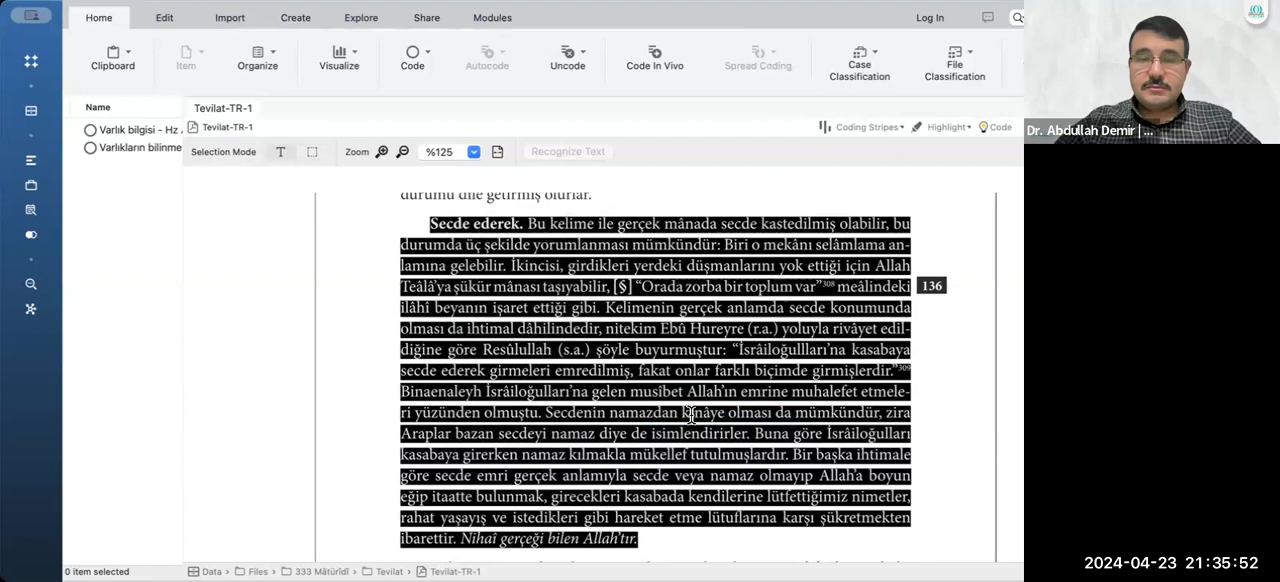 Home Edit Import Create Explore Share Modules Log In
Clipboard Item Organize Visualize Code Autocode Uncode Code In Vivo Spread Coding Case Classification File Classification
Name
Varlık bilgisi - Hz
Varlıkların bilinme
Tevilat-TR-1
Tevilat-TR-1 Coding Stripes Highlight Code
Selection Mode T Zoom %125 Recognize Text
durumu dile getirmiş olurlar.
Secde ederek. Bu kelime ile gerçek mânada secde kastedilmiş olabilir, bu
durumda üç şekilde yorumlanması mümkündür: Biri o mekânı selâmlama an-
lamına gelebilir. İkincisi, girdikleri yerdeki düşmanlarını yok ettiği için Allah
Teâlâ'ya şükür mânası taşıyabilir, [§] “Orada zorba bir toplum var”308 meâlindeki 136
ilâhî beyanın işaret ettiği gibi. Kelimenin gerçek anlamda secde konumunda
olması da ihtimal dâhilindedir, nitekim Ebû Hureyre (r.a.) yoluyla rivâyet edil-
diğine göre Resûlullah (s.a.) şöyle buyurmuştur: “İsrâiloğullları'na kasabaya
secde ederek girmeleri emredilmiş, fakat onlar farklı biçimde girmişlerdir.”309
Binaenaleyh İsrâiloğulları'na gelen musîbet Allah'ın emrine muhalefet etmele-
ri yüzünden olmuştu. Secdenin namazdan kinâye olması da mümkündür, zira
Araplar bazan secdeyi namaz diye de isimlendirirler. Buna göre İsrâiloğulları
kasabaya girerken namaz kılmakla mükellef tutulmuşlardır. Bir başka ihtimale
göre secde emri gerçek anlamıyla secde veya namaz olmayıp Allah'a boyun
eğip itaatte bulunmak, girecekleri kasabada kendilerine lütfettiğimiz nimetler,
rahat yaşayış ve istedikleri gibi hareket etme lütuflarına karşı şükretmekten
ibarettir. Nihaî gerçeği bilen Allah'tır.
0 item selected Data Files 333 Mâtürîdî Tevilat Tevilat-TR-1
Dr. Abdullah Demir | ...
2024-04-23 21:35:52